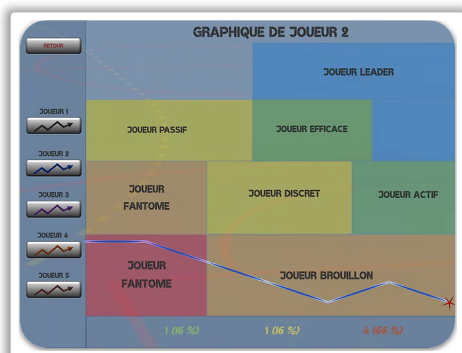 GRAPHIQUE DE JOUEUR 2
RETOUR
JOUEUR LEADER
JOUEUR 1
JOUEUR PASSIF
JOUEUR EFFICACE
JOUEUR 2
JOUEUR 3
JOUEUR
FANTOME
JOUEUR DISCRET
JOUEUR ACTIF
JOUEUR 4
JOUEUR
FANTOME
JOUEUR BROUILLON
JOUEUR 5
1 (16 %)
1 (16 %)
4 (66 %)